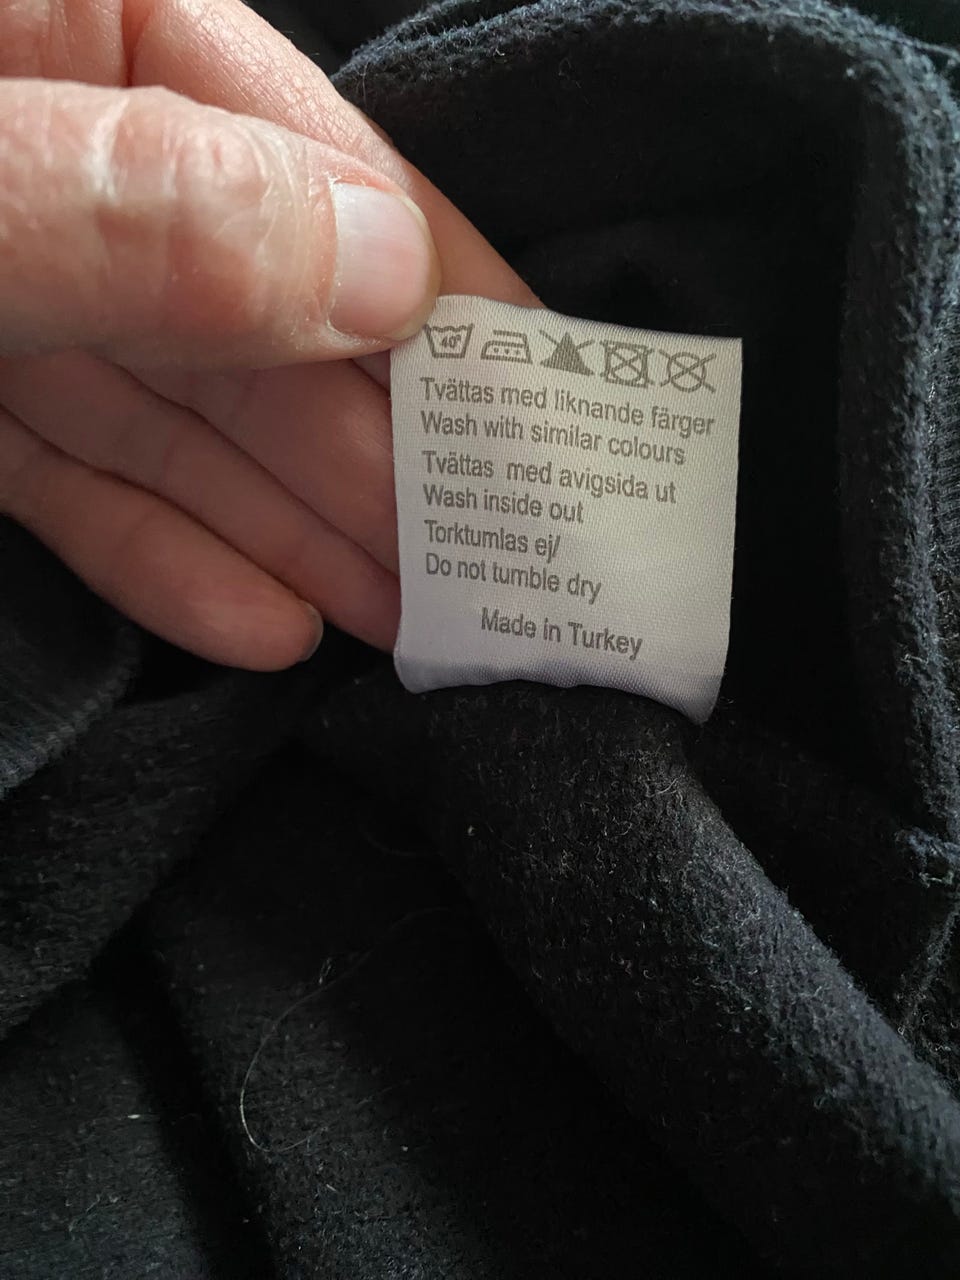 40°
Tvättas med liknande färger
Wash with similar colours
Tvättas med avigsida ut
Wash inside out
Torktumlas ej/
Do not tumble dry
Made in Turkey